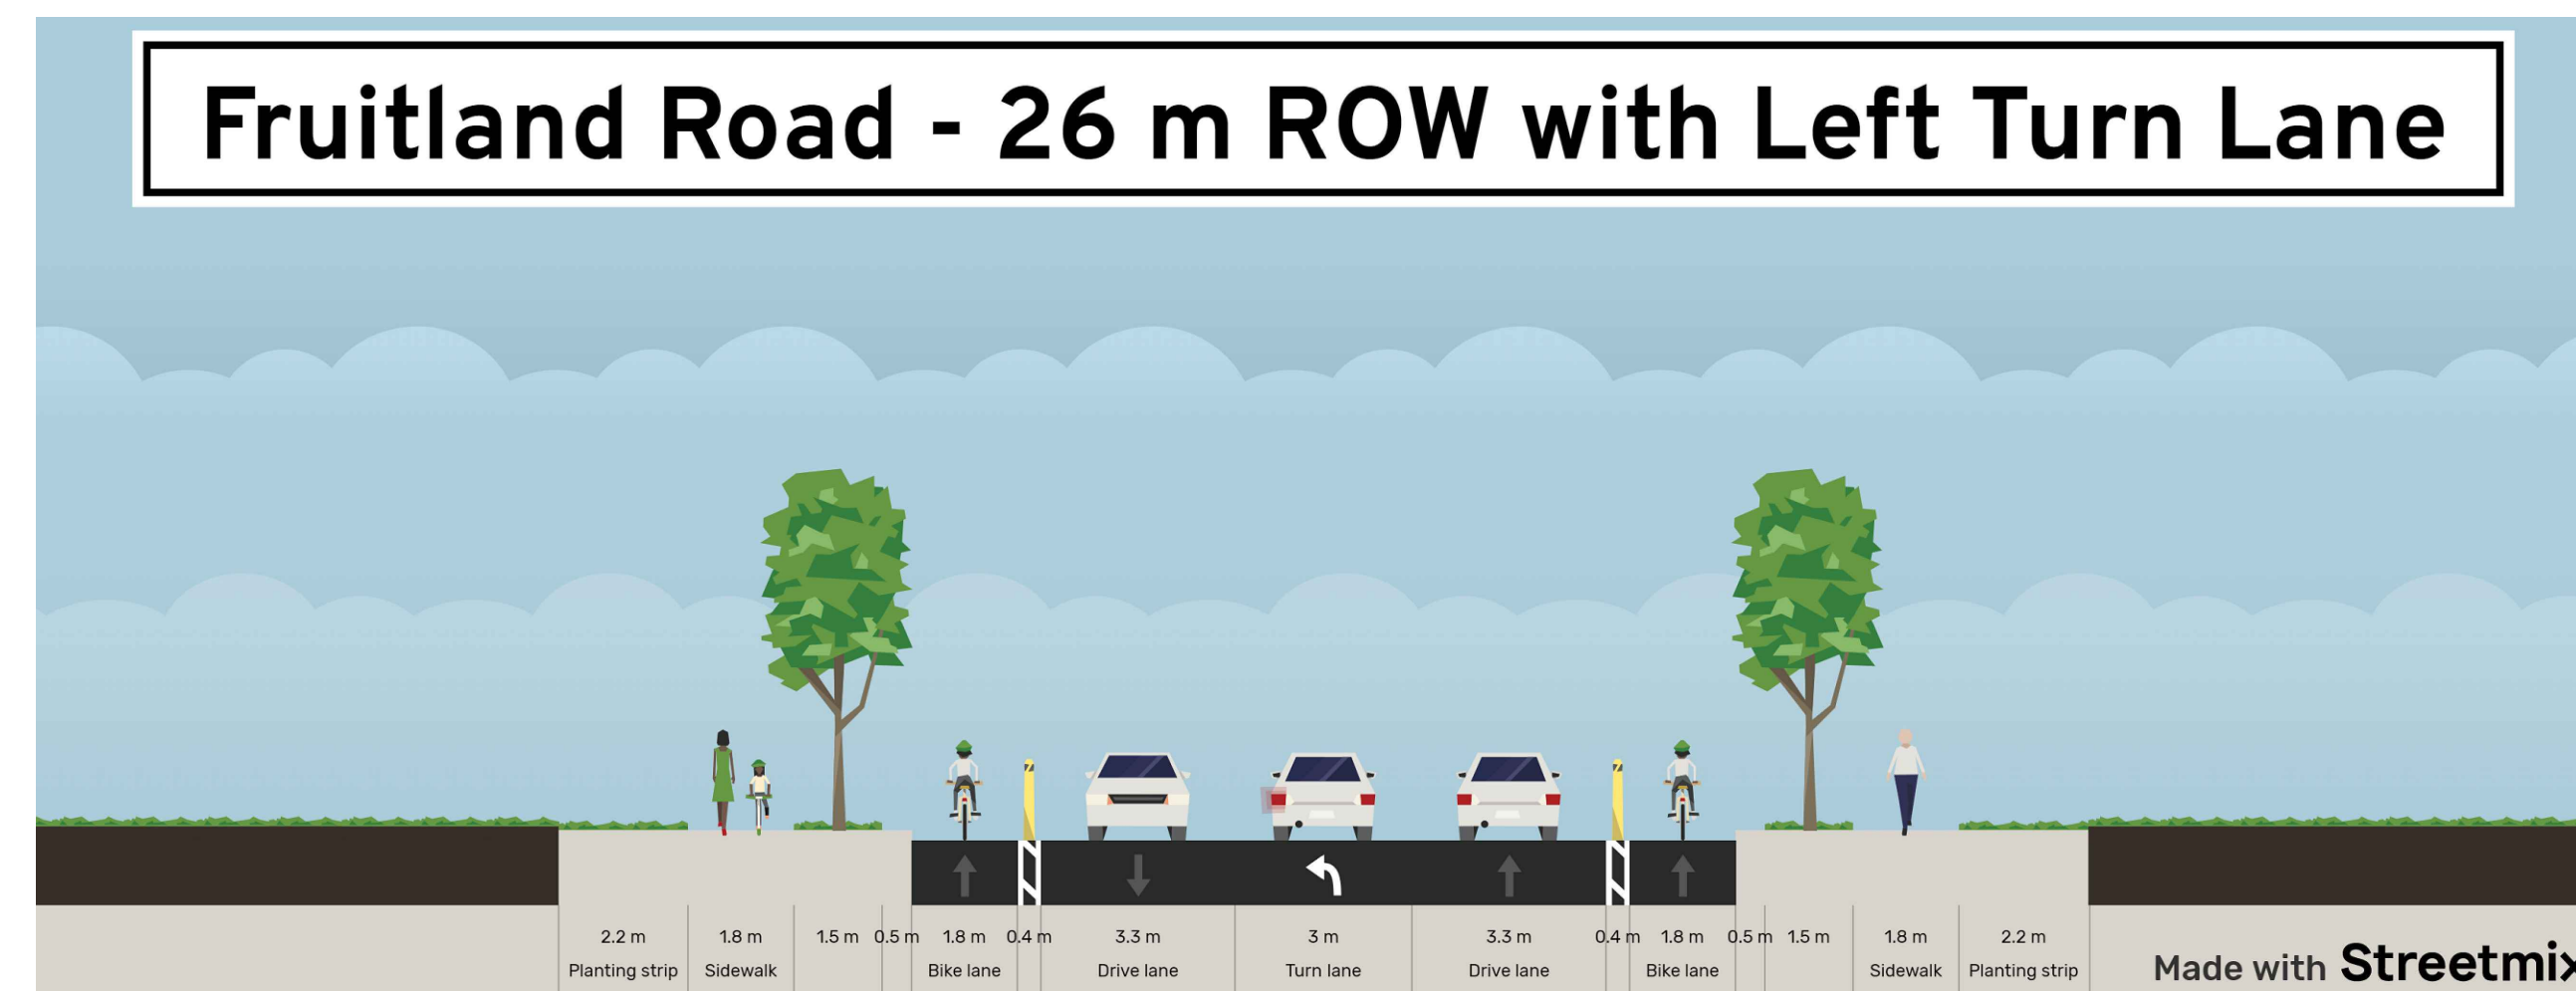 Fruitland Road - 26 m ROW with Left Turn Lane
2.2 m 1.8 m 1.5 m 0.5 m 1.8 m 0.4 m 3.3 m 3 m 3.3 m 0.4 m 1.8 m 0.5 m 1.5 m 1.8 m 2.2 m
Planting strip Sidewalk Bike lane Drive lane Turn lane Drive lane Bike lane Sidewalk Planting strip
Made with Streetmix